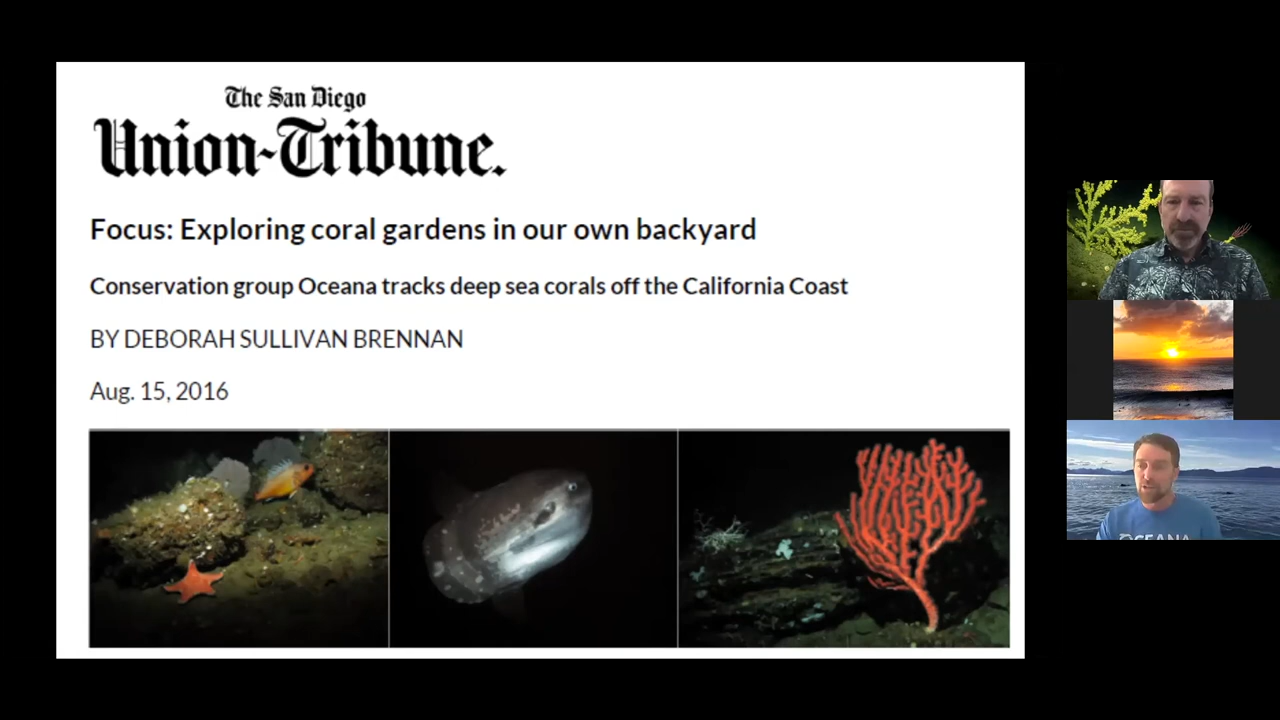 The San Diego
Union-Tribune.
Focus: Exploring coral gardens in our own backyard
Conservation group Oceana tracks deep sea corals off the California Coast
BY DEBORAH SULLIVAN BRENNAN
Aug. 15, 2016
OCEANA